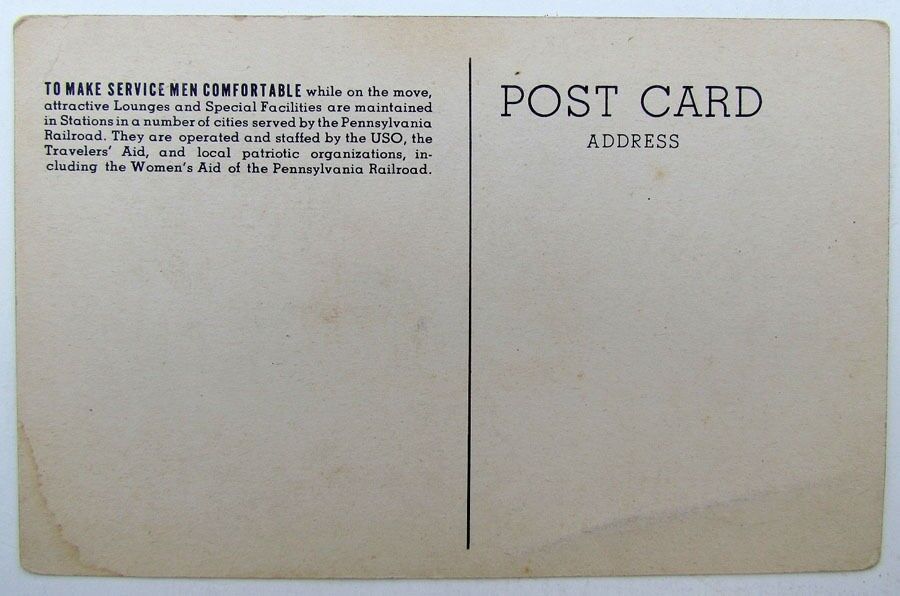 TO MAKE SERVICE MEN COMFORTABLE while on the move,
attractive Lounges and Special Facilities are maintained
in Stations in a number of cities served by the Pennsylvania
Railroad. They are operated and staffed by the USO, the
Travelers' Aid, and local patriotic organizations, in-
cluding the Women's Aid of the Pennsylvania Railroad.
POST CARD
ADDRESS